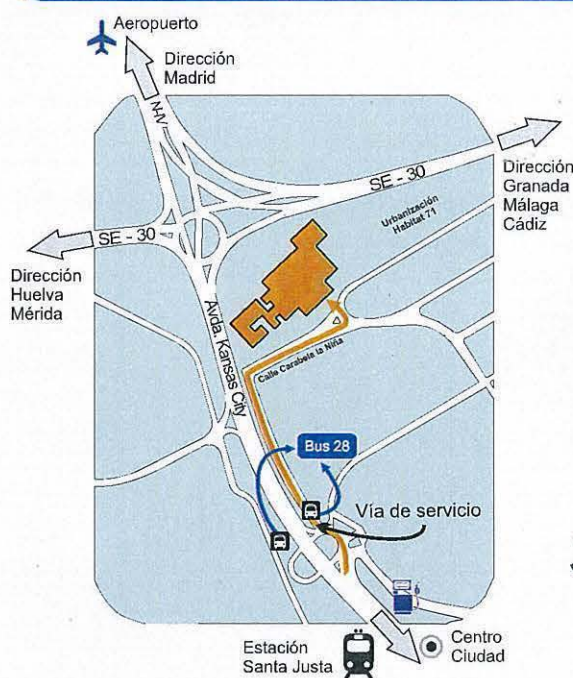 Aeropuerto
Dirección
Madrid
N-IV
SE - 30
Dirección
Granada
Málaga
Cádiz
Urbanización
Habitat 71
SE - 30
Dirección
Huelva
Mérida
Avda. Kansas City
Calle Carabela la Niña
Bus 28
Vía de servicio
Estación
Santa Justa
Centro
Ciudad